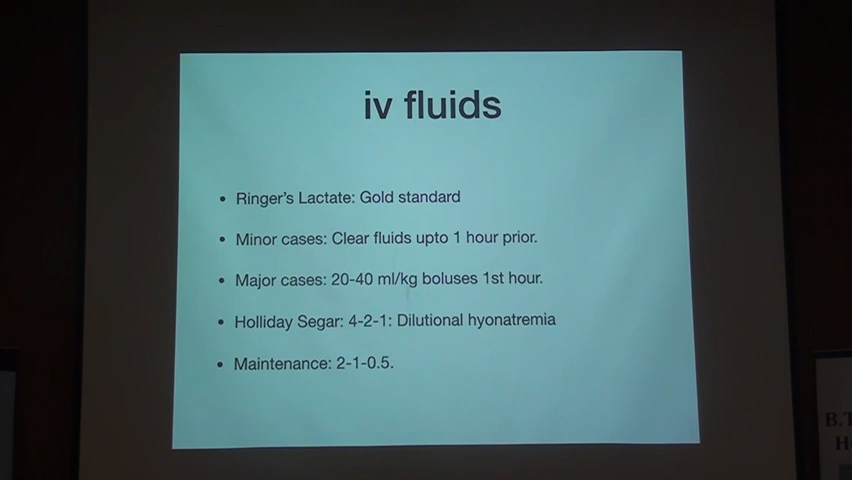 iv fluids
• Ringer's Lactate: Gold standard
• Minor cases: Clear fluids upto 1 hour prior.
• Major cases: 20-40 ml/kg boluses 1st hour.
• Holliday Segar: 4-2-1: Dilutional hyonatremia
• Maintenance: 2-1-0.5.